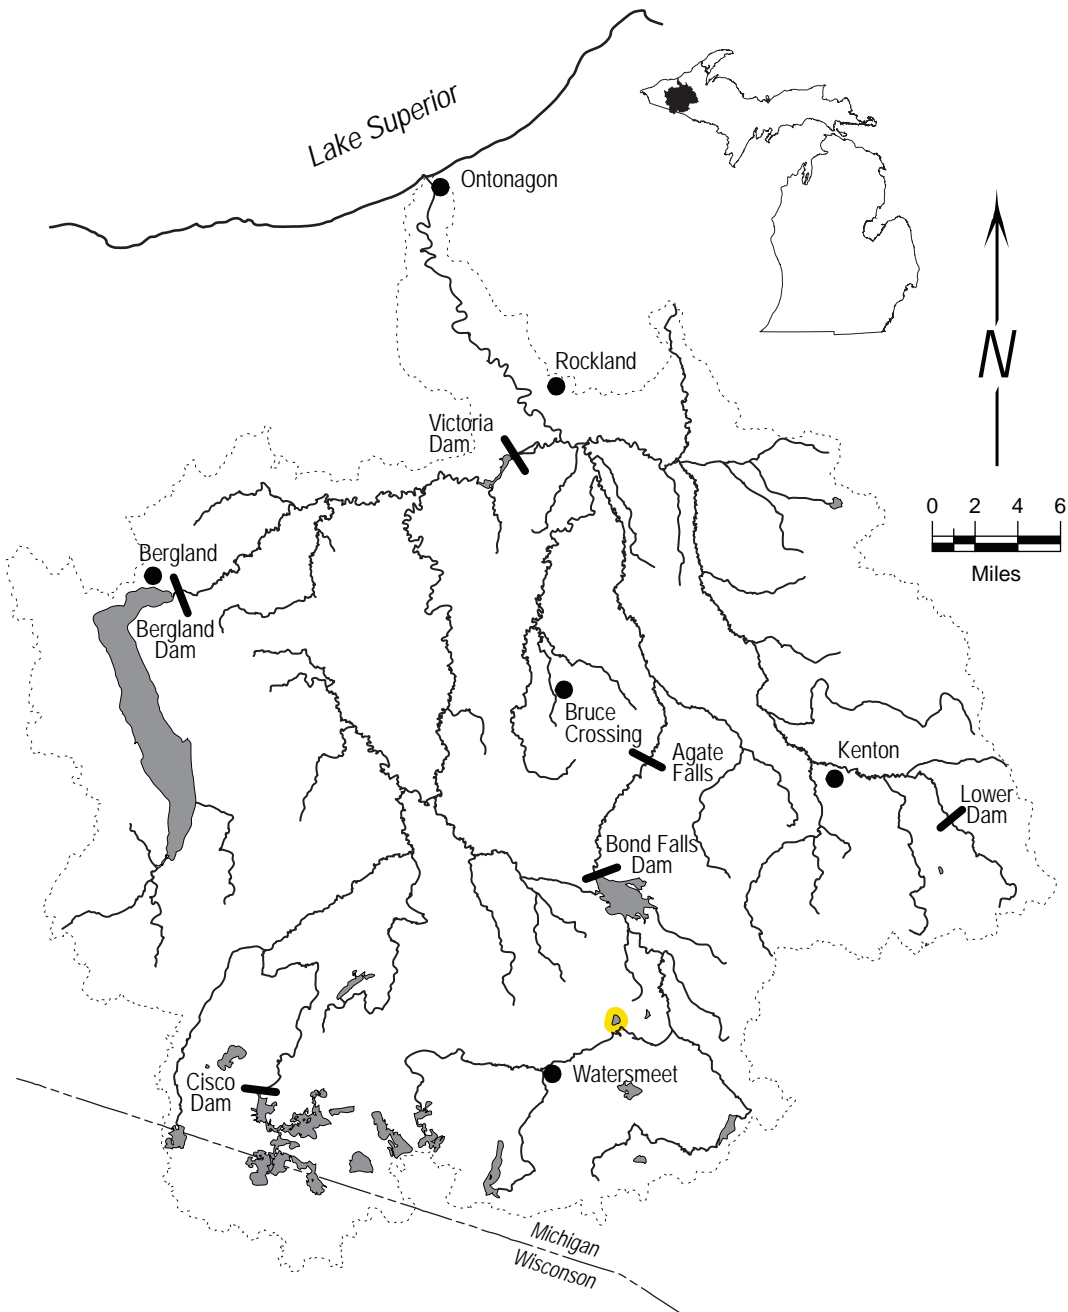 Lake Superior
Ontonagon
Rockland
Victoria
Dam
N
0 2 4 6
Miles
Bergland
Bergland
Dam
Bruce
Crossing
Agate
Falls
Kenton
Lower
Dam
Bond Falls
Dam
Cisco
Dam
Watersmeet
Michigan
Wisconson